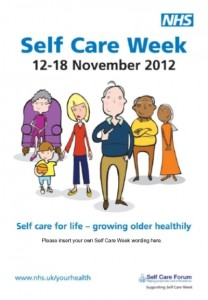 NHS
Self Care Week
12-18 November 2012
Self care for life – growing older healthily
Please insert your own Self Care Week wording here
www.nhs.uk/yourhealth
Self Care Forum
Supporting Self Care Week